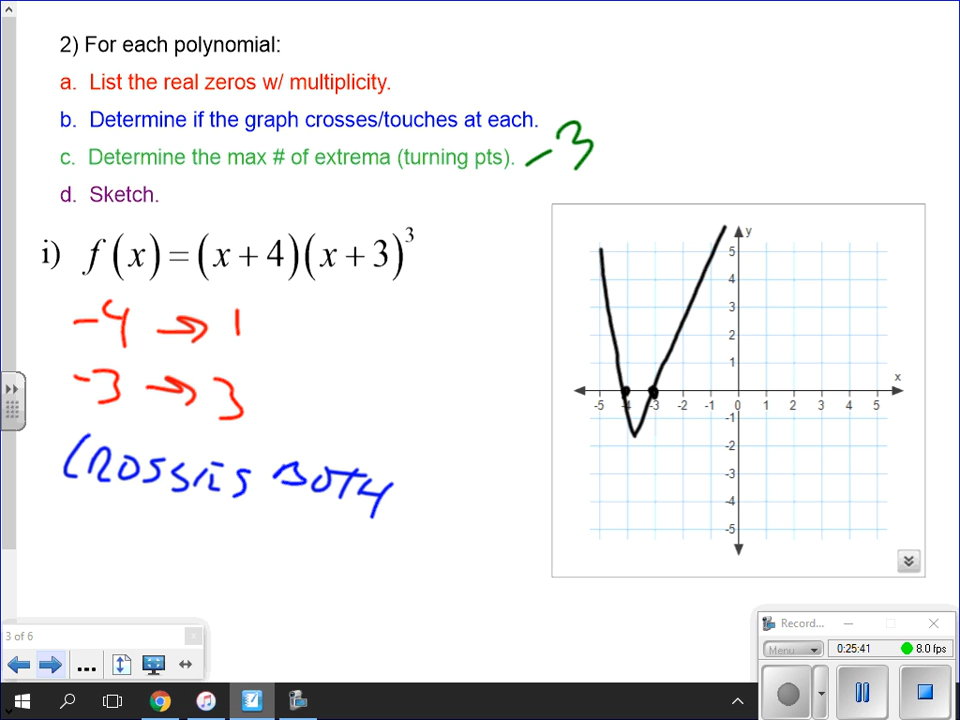 2) For each polynomial:
a. List the real zeros w/ multiplicity.
b. Determine if the graph crosses/touches at each.
c. Determine the max # of extrema (turning pts). – 3
d. Sketch.
i) f(x) = (x + 4)(x + 3)³
-4 → 1
-3 → 3
CROSSES BOTH
y
5
4
3
2
1
x
-5 -4 -3 -2 -1 0 1 2 3 4 5
-1
-2
-3
-4
-5
3 of 6
Record...
Menu 0:25:41 8.0 fps